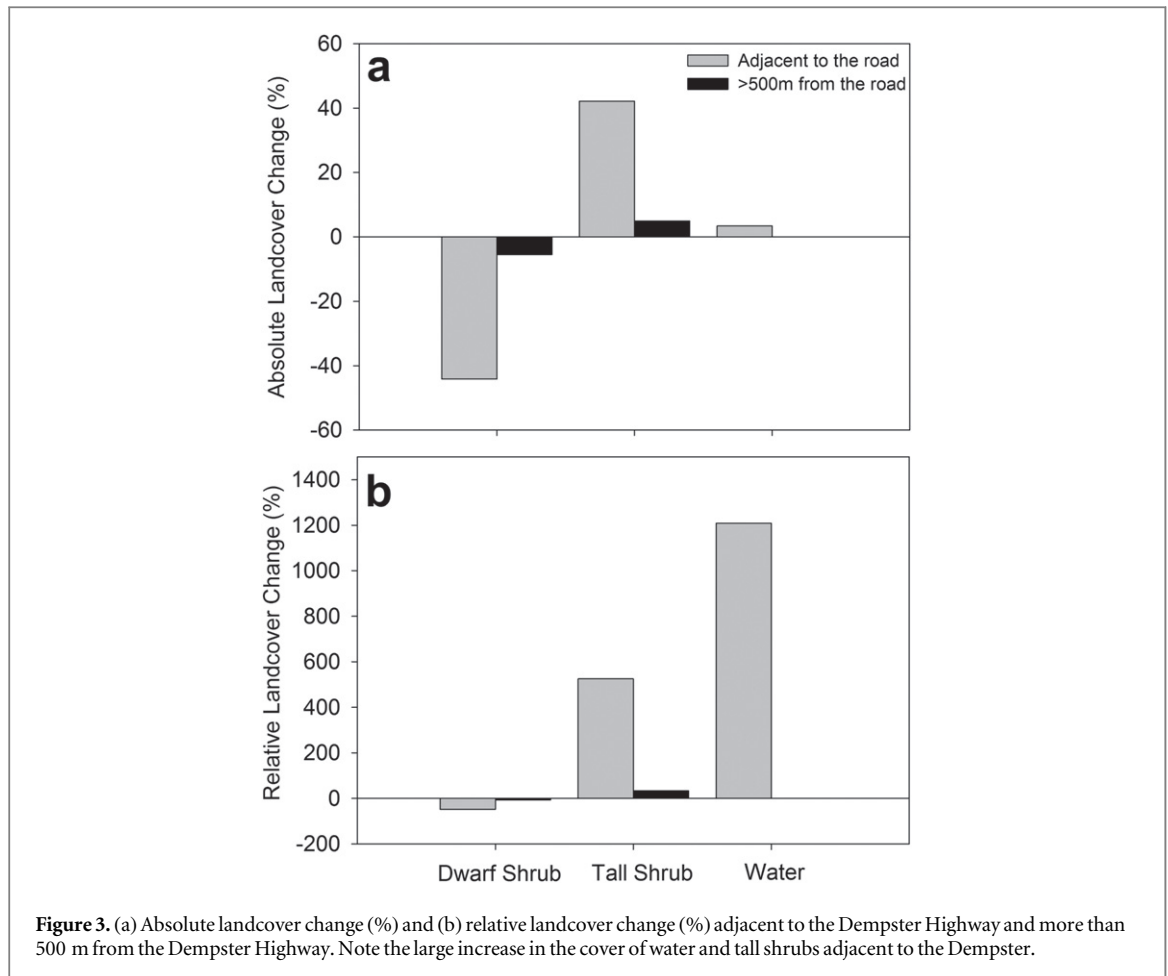 a
Adjacent to the road
>500m from the road
Absolute Landcover Change (%)
60
40
20
0
-20
-40
-60
b
Relative Landcover Change (%)
1400
1200
1000
800
600
400
200
0
-200
Dwarf Shrub Tall Shrub Water
Figure 3. (a) Absolute landcover change (%) and (b) relative landcover change (%) adjacent to the Dempster Highway and more than
500 m from the Dempster Highway. Note the large increase in the cover of water and tall shrubs adjacent to the Dempster.